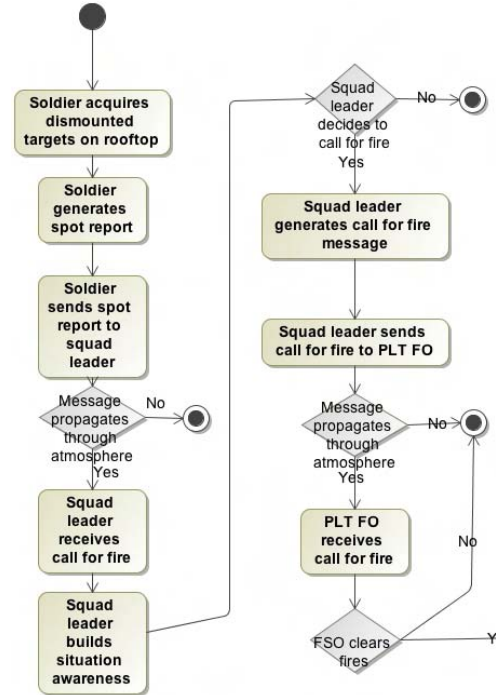 Soldier acquires
dismounted
targets on rooftop
Soldier
generates
spot report
Soldier
sends spot
report to
squad
leader
Message
propagates
through
atmosphere
No
Yes
Squad
leader
receives
call for fire
Squad
leader
builds
situation
awareness
Squad
leader
decides to
call for fire
No
Yes
Squad leader
generates call for fire
message
Squad leader sends
call for fire to PLT FO
Message
propagates
through
atmosphere
No
Yes
PLT FO
receives
call for fire
No
FSO clears
fires